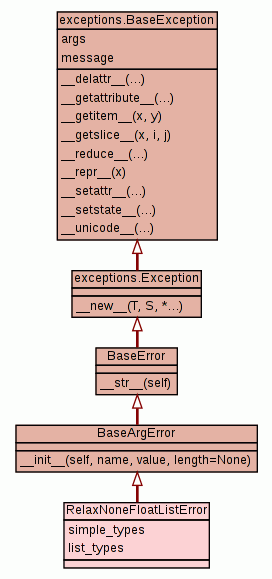 exceptions.BaseException
args
message
__delattr__(...)
__getattribute__(...)
__getitem__(x, y)
__getslice__(x, i, j)
__reduce__(...)
__repr__(x)
__setattr__(...)
__setstate__(...)
__unicode__(...)
exceptions.Exception
__new__(T, S, *...)
BaseError
__str__(self)
BaseArgError
__init__(self, name, value, length=None)
RelaxNoneFloatListError
simple_types
list_types